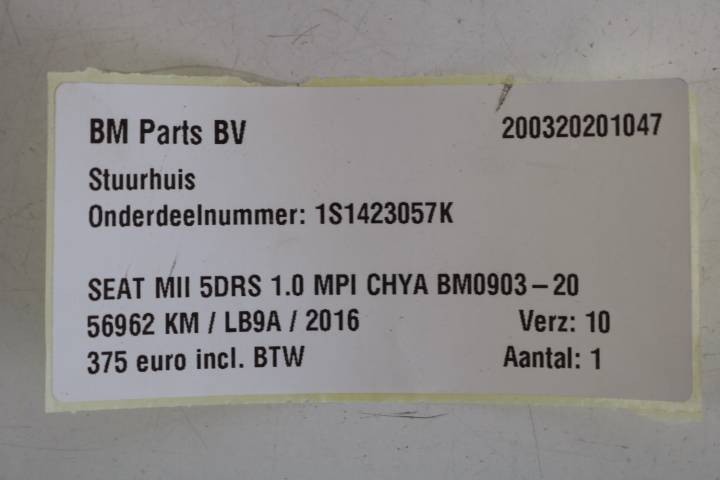 BM Parts BV 200320201047
Stuurhuis
Onderdeelnummer: 1S1423057K
SEAT MII 5DRS 1.0 MPI CHYA BM0903-20
56962 KM / LB9A / 2016 Verz: 10
375 euro incl. BTW Aantal: 1